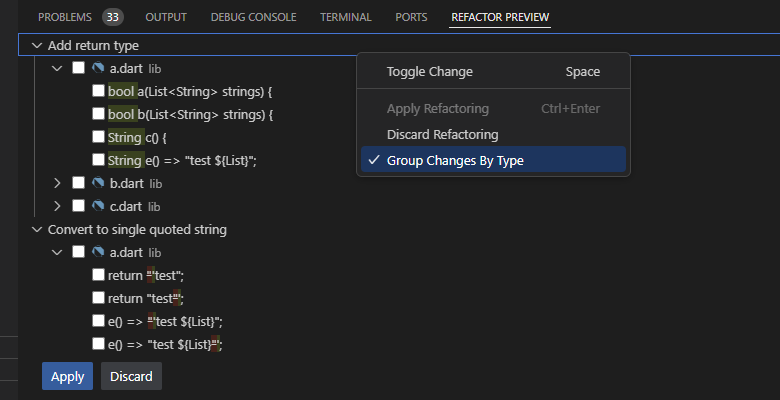 PROBLEMS 33 OUTPUT DEBUG CONSOLE TERMINAL PORTS REFACTOR PREVIEW
Add return type
a.dart lib
bool a(List<String> strings) {
bool b(List<String> strings) {
String c() {
String e() => "test ${List}";
b.dart lib
c.dart lib
Convert to single quoted string
a.dart lib
return "'test";
return "test"';
e() => "'test ${List}";
e() => "test ${List}"';
Apply Discard
Toggle Change Space
Apply Refactoring Ctrl+Enter
Discard Refactoring
Group Changes By Type